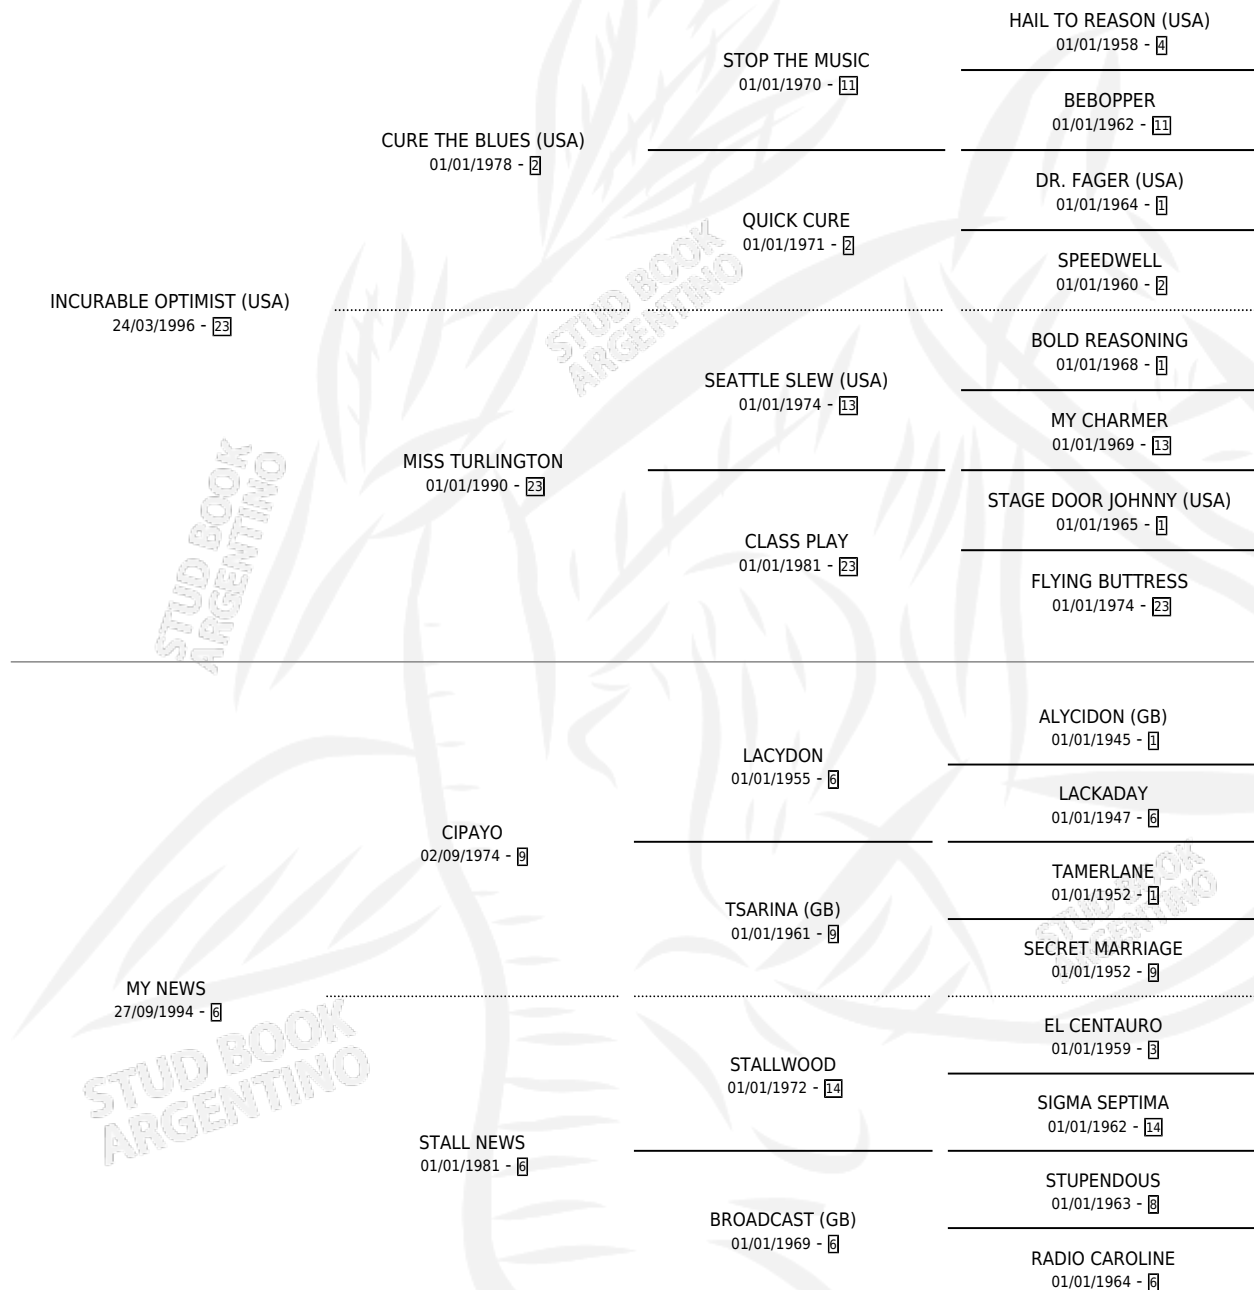 HAIL TO REASON (USA)
01/01/1958 - 4
STOP THE MUSIC
01/01/1970 - 11
BEBOPPER
01/01/1962 - 11
CURE THE BLUES (USA)
01/01/1978 - 2
DR. FAGER (USA)
01/01/1964 - 1
QUICK CURE
01/01/1971 - 2
SPEEDWELL
01/01/1960 - 2
INCURABLE OPTIMIST (USA)
24/03/1996 - 23
BOLD REASONING
01/01/1968 - 1
SEATTLE SLEW (USA)
01/01/1974 - 13
MY CHARMER
01/01/1969 - 13
MISS TURLINGTON
01/01/1990 - 23
STAGE DOOR JOHNNY (USA)
01/01/1965 - 1
CLASS PLAY
01/01/1981 - 23
FLYING BUTTRESS
01/01/1974 - 23
ALYCIDON (GB)
01/01/1945 - 1
LACYDON
01/01/1955 - 6
LACKADAY
01/01/1947 - 6
CIPAYO
02/09/1974 - 9
TAMERLANE
01/01/1952 - 1
TSARINA (GB)
01/01/1961 - 9
SECRET MARRIAGE
01/01/1952 - 9
MY NEWS
27/09/1994 - 6
EL CENTAURO
01/01/1959 - 3
STALLWOOD
01/01/1972 - 14
SIGMA SEPTIMA
01/01/1962 - 14
STALL NEWS
01/01/1981 - 6
STUPENDOUS
01/01/1963 - 8
BROADCAST (GB)
01/01/1969 - 6
RADIO CAROLINE
01/01/1964 - 6
STUD BOOK
ARGENTINO
STUD BOOK
ARGENTINO
STUD BOOK
ARGENTINO
STUD BOOK
ARGENTINO